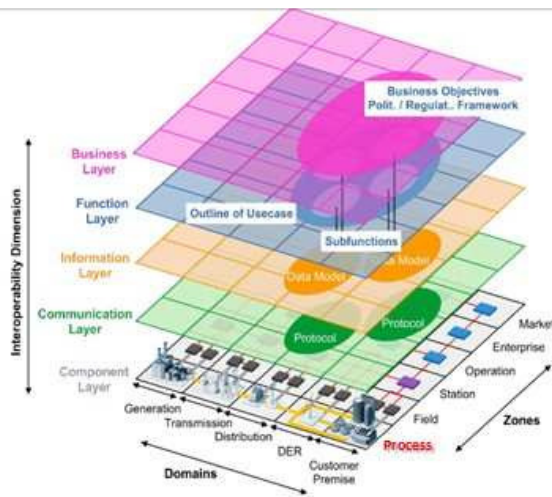 Business Objectives
Polit. / Regulat.. Framework
Business
Layer
Function
Layer
Outline of Usecase
Subfunctions
Information
Layer
Data Model
Model
Communication
Layer
Protocol
Protocol
Component
Layer
Interoperability Dimension
Market
Enterprise
Operation
Station
Field
Process
Zones
Generation
Transmission
Distribution
DER
Customer
Premise
Domains